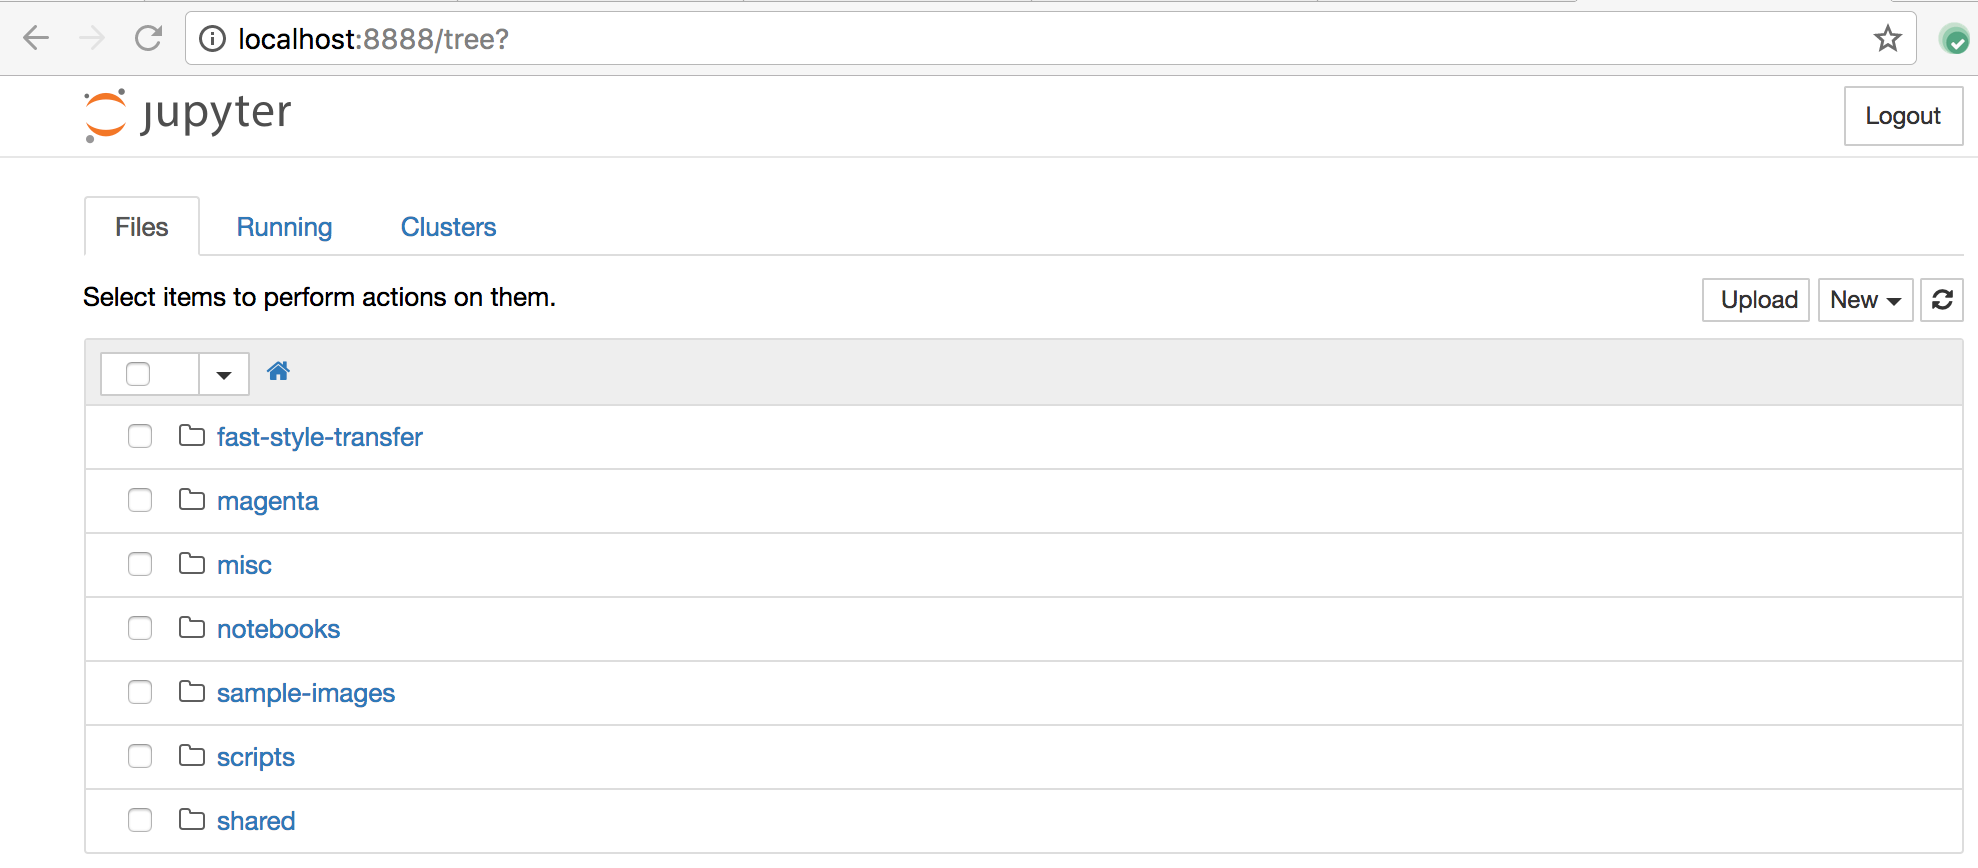 localhost:8888/tree?
jupyter
Logout
Files Running Clusters
Select items to perform actions on them.
Upload New
fast-style-transfer
magenta
misc
notebooks
sample-images
scripts
shared